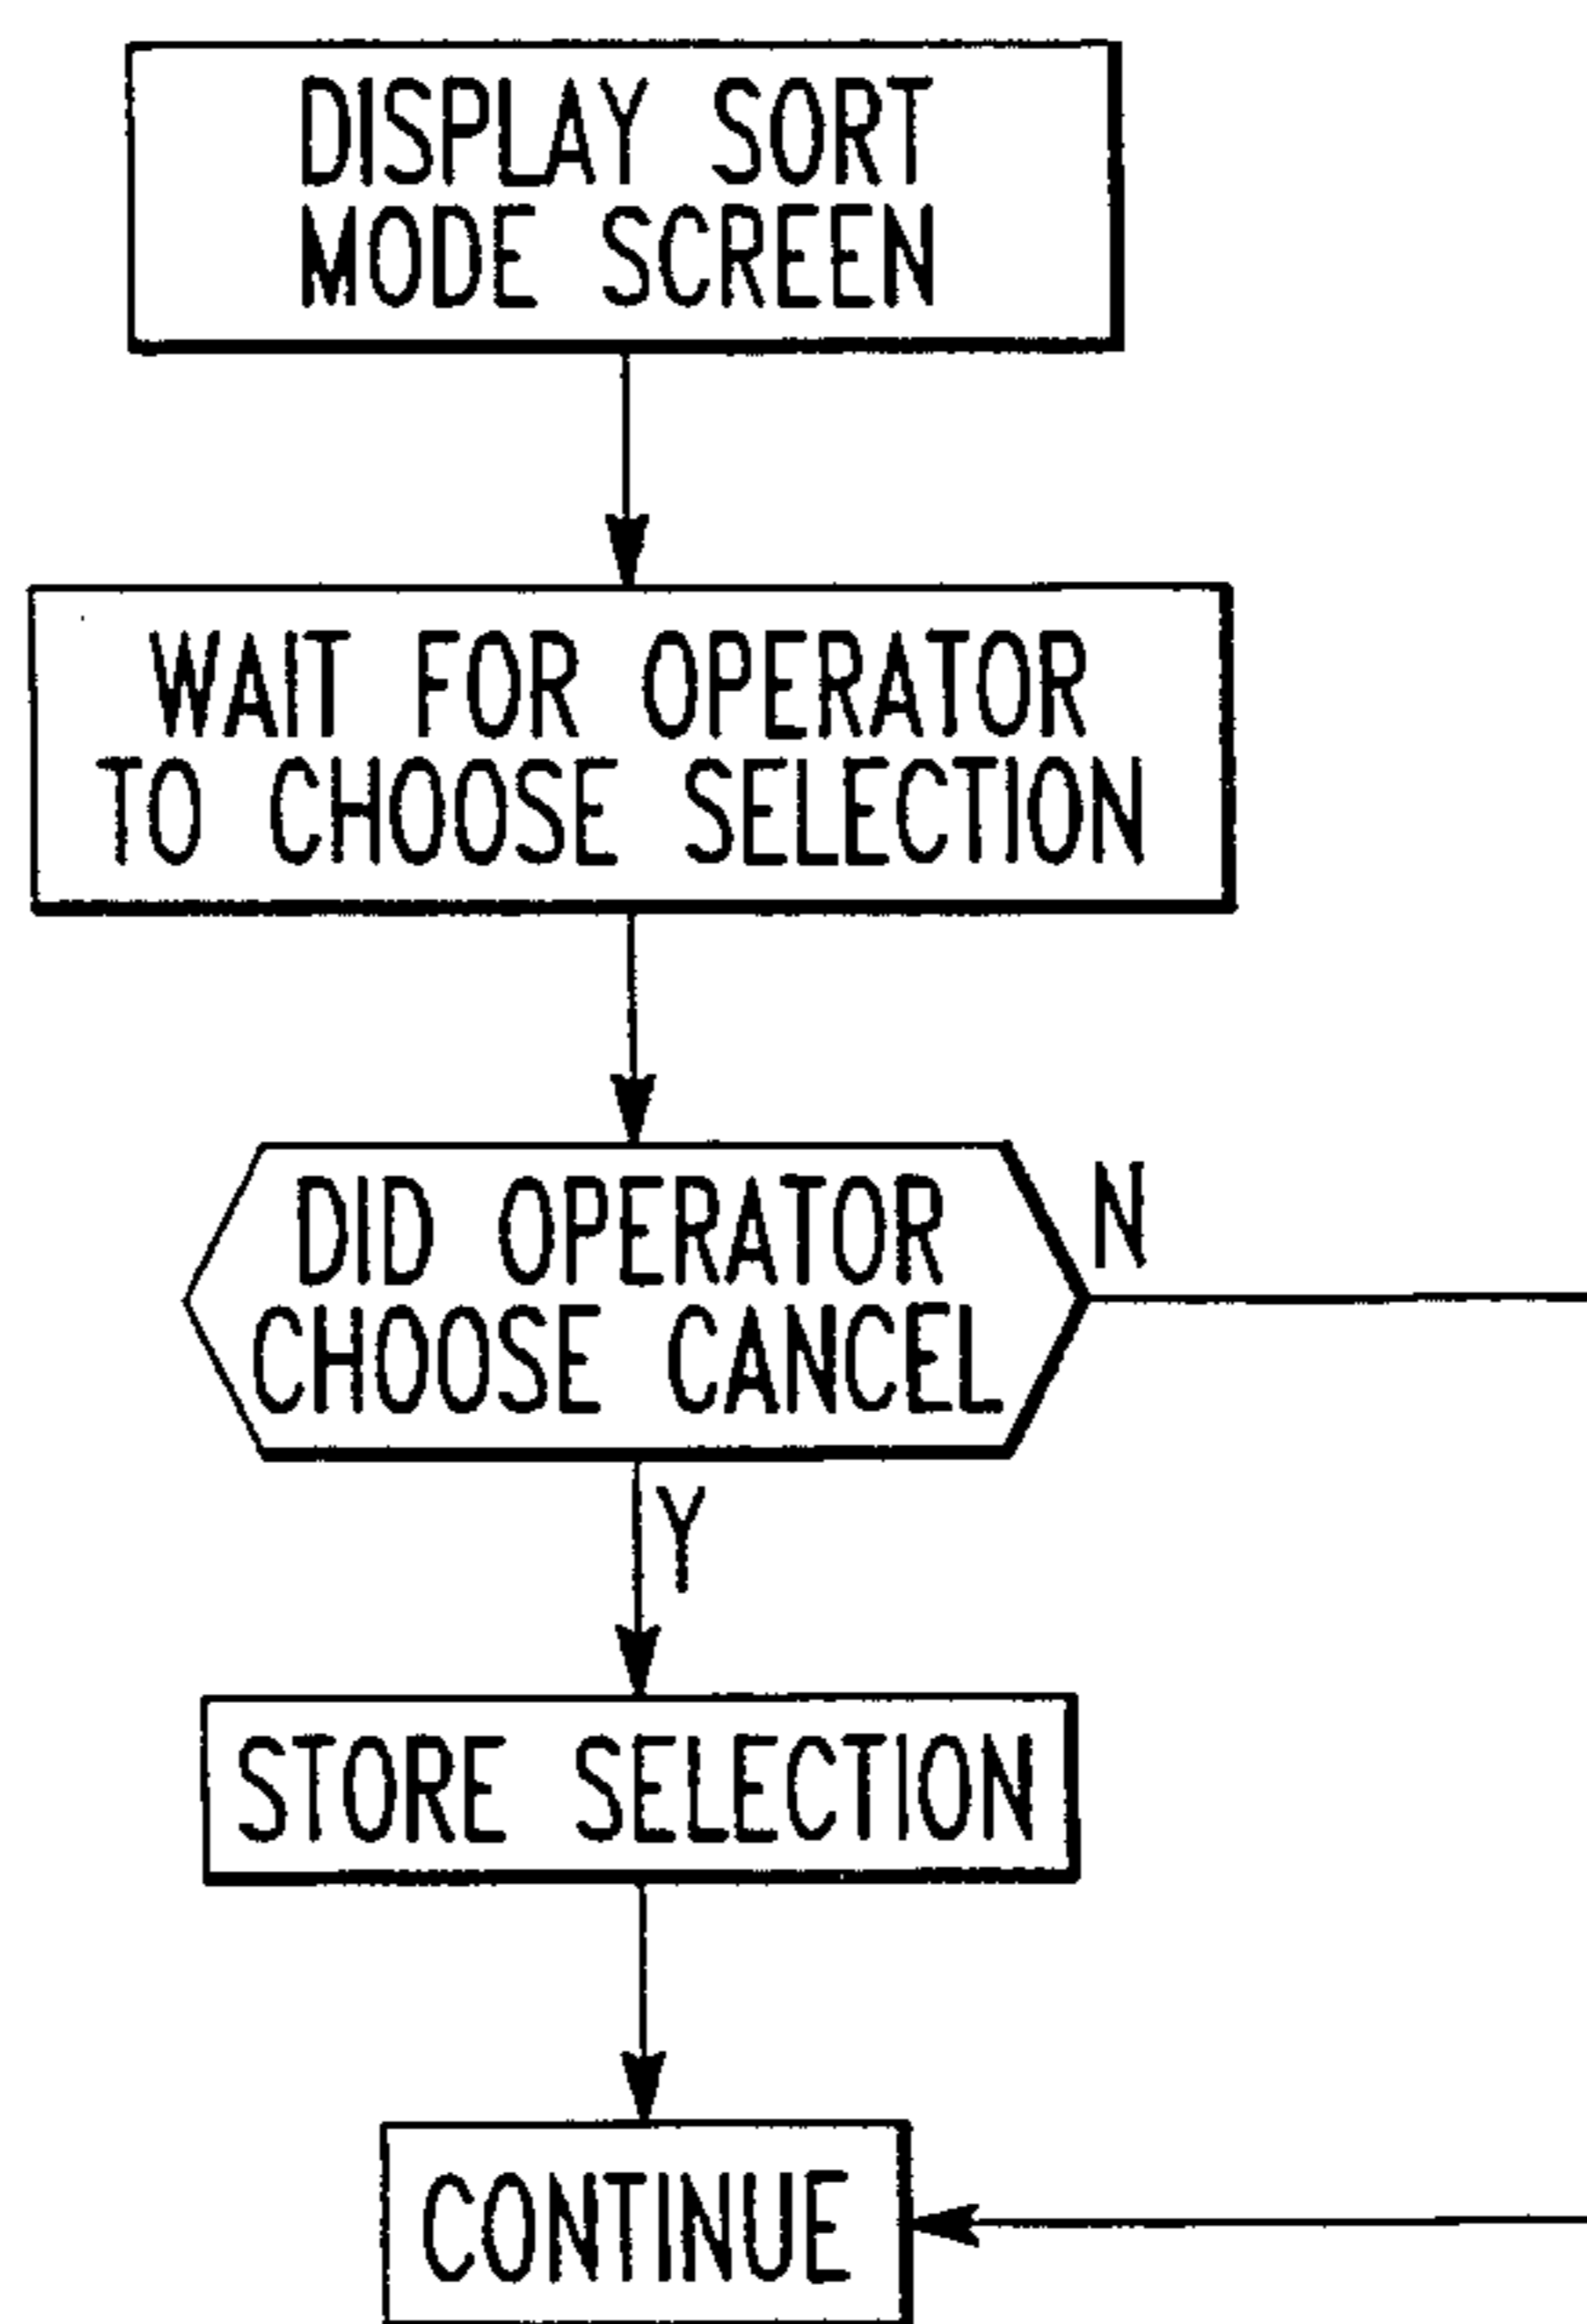 DISPLAY SORT
MODE SCREEN
WAIT FOR OPERATOR
TO CHOOSE SELECTION
DID OPERATOR
CHOOSE CANCEL
N
Y
STORE SELECTION
CONTINUE